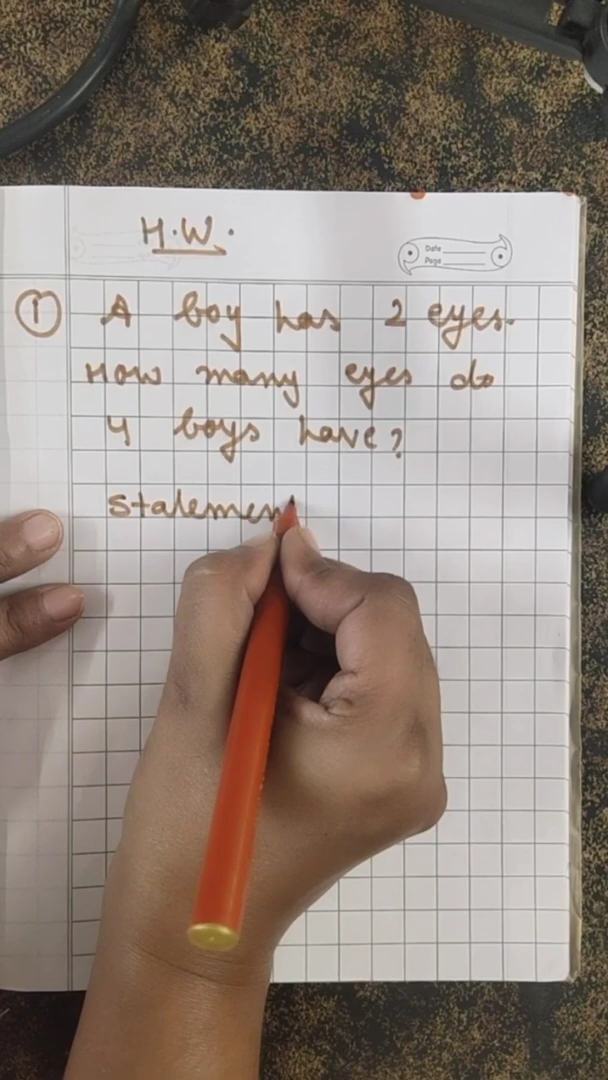 H.W.
Date
Page
① A boy has 2 eyes.
How many eyes do
4 boys have?
statemen